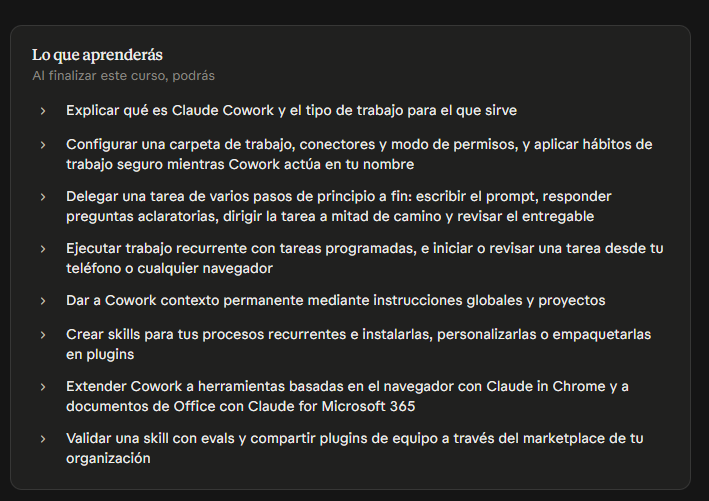 Lo que aprenderás
Al finalizar este curso, podrás
Explicar qué es Claude Cowork y el tipo de trabajo para el que sirve
Configurar una carpeta de trabajo, conectores y modo de permisos, y aplicar hábitos de
trabajo seguro mientras Cowork actúa en tu nombre
Delegar una tarea de varios pasos de principio a fin: escribir el prompt, responder
preguntas aclaratorias, dirigir la tarea a mitad de camino y revisar el entregable
Ejecutar trabajo recurrente con tareas programadas, e iniciar o revisar una tarea desde tu
teléfono o cualquier navegador
Dar a Cowork contexto permanente mediante instrucciones globales y proyectos
Crear skills para tus procesos recurrentes e instalarlas, personalizarlas o empaquetarlas
en plugins
Extender Cowork a herramientas basadas en el navegador con Claude in Chrome y a
documentos de Office con Claude for Microsoft 365
Validar una skill con evals y compartir plugins de equipo a través del marketplace de tu
organización